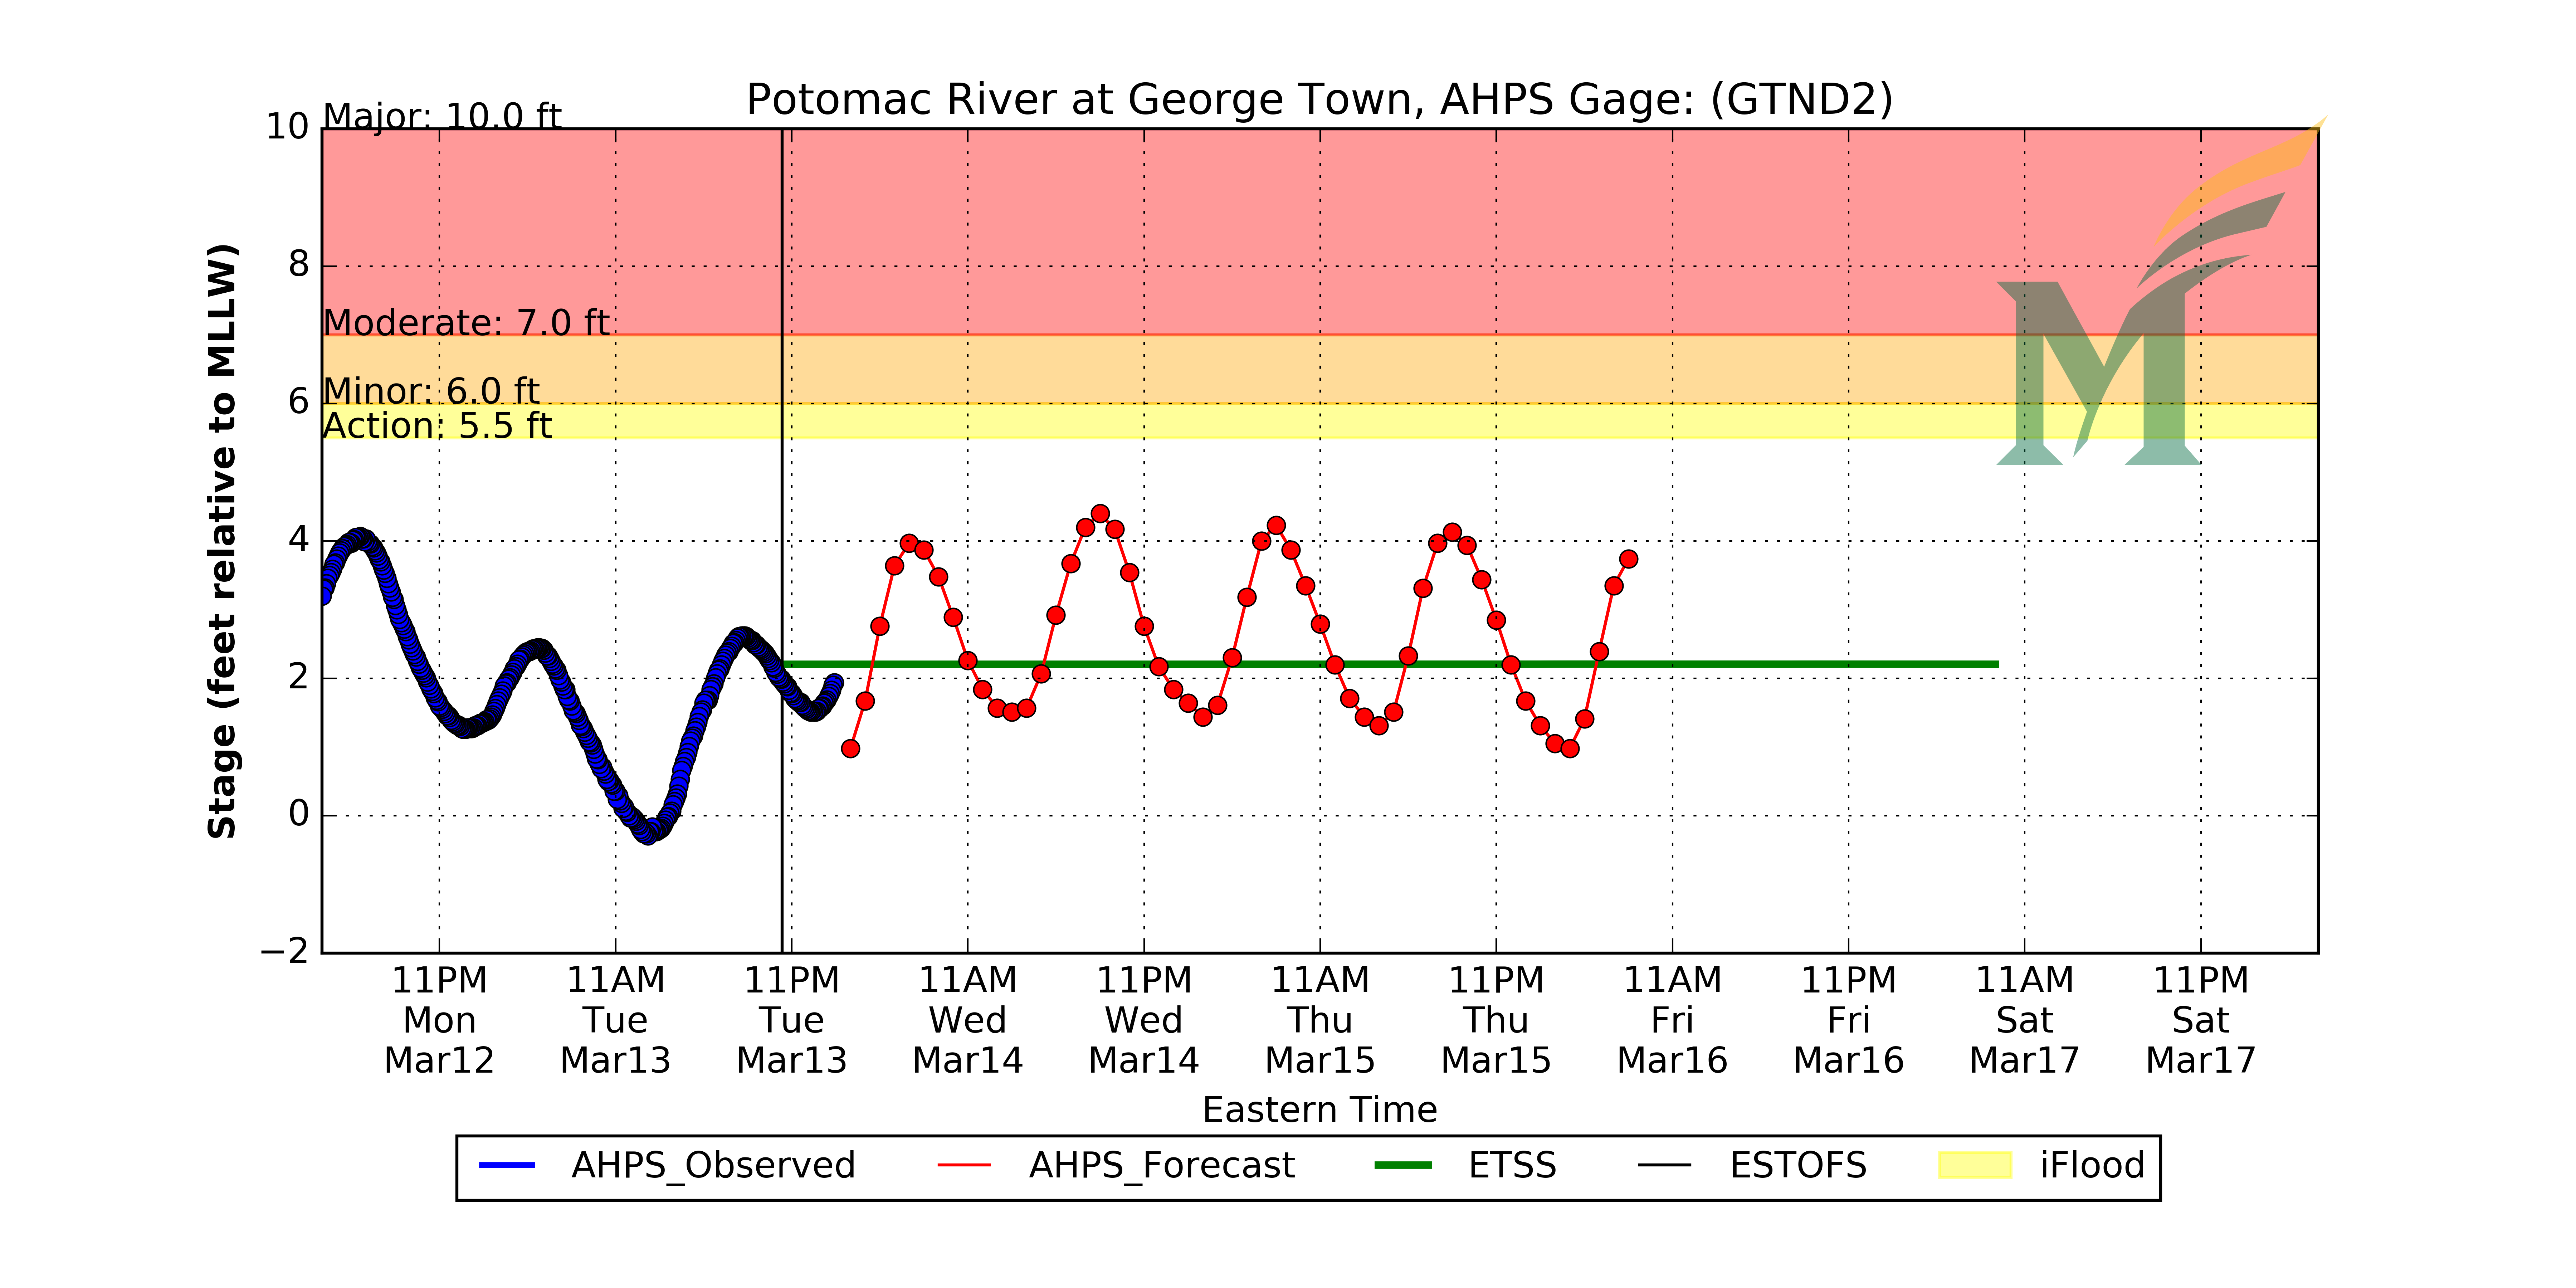 Potomac River at George Town, AHPS Gage: (GTND2)
Major: 10.0 ft
Moderate: 7.0 ft
Minor: 6.0 ft
Action: 5.5 ft
Stage (feet relative to MLLW)
10
8
6
4
2
0
−2
11PM 11AM 11PM 11AM 11PM 11AM 11PM 11AM 11PM 11AM 11PM
Mon Tue Tue Wed Wed Thu Thu Fri Fri Sat Sat
Mar12 Mar13 Mar13 Mar14 Mar14 Mar15 Mar15 Mar16 Mar16 Mar17 Mar17
Eastern Time
AHPS_Observed AHPS_Forecast ETSS ESTOFS iFlood
M